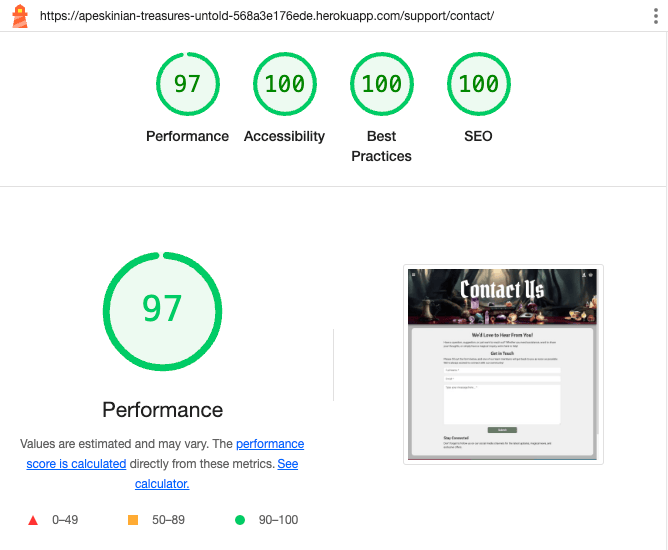 https://apeskinian-treasures-untold-568a3e176ede.herokuapp.com/support/contact/
97
100
100
100
Performance
Accessibility
Best
Practices
SEO
97
Performance
Values are estimated and may vary. The performance
score is calculated directly from these metrics. See
calculator.
0–49
50–89
90–100
Contact Us
We'd Love to Hear From You!
Get in Touch
Stay Connected